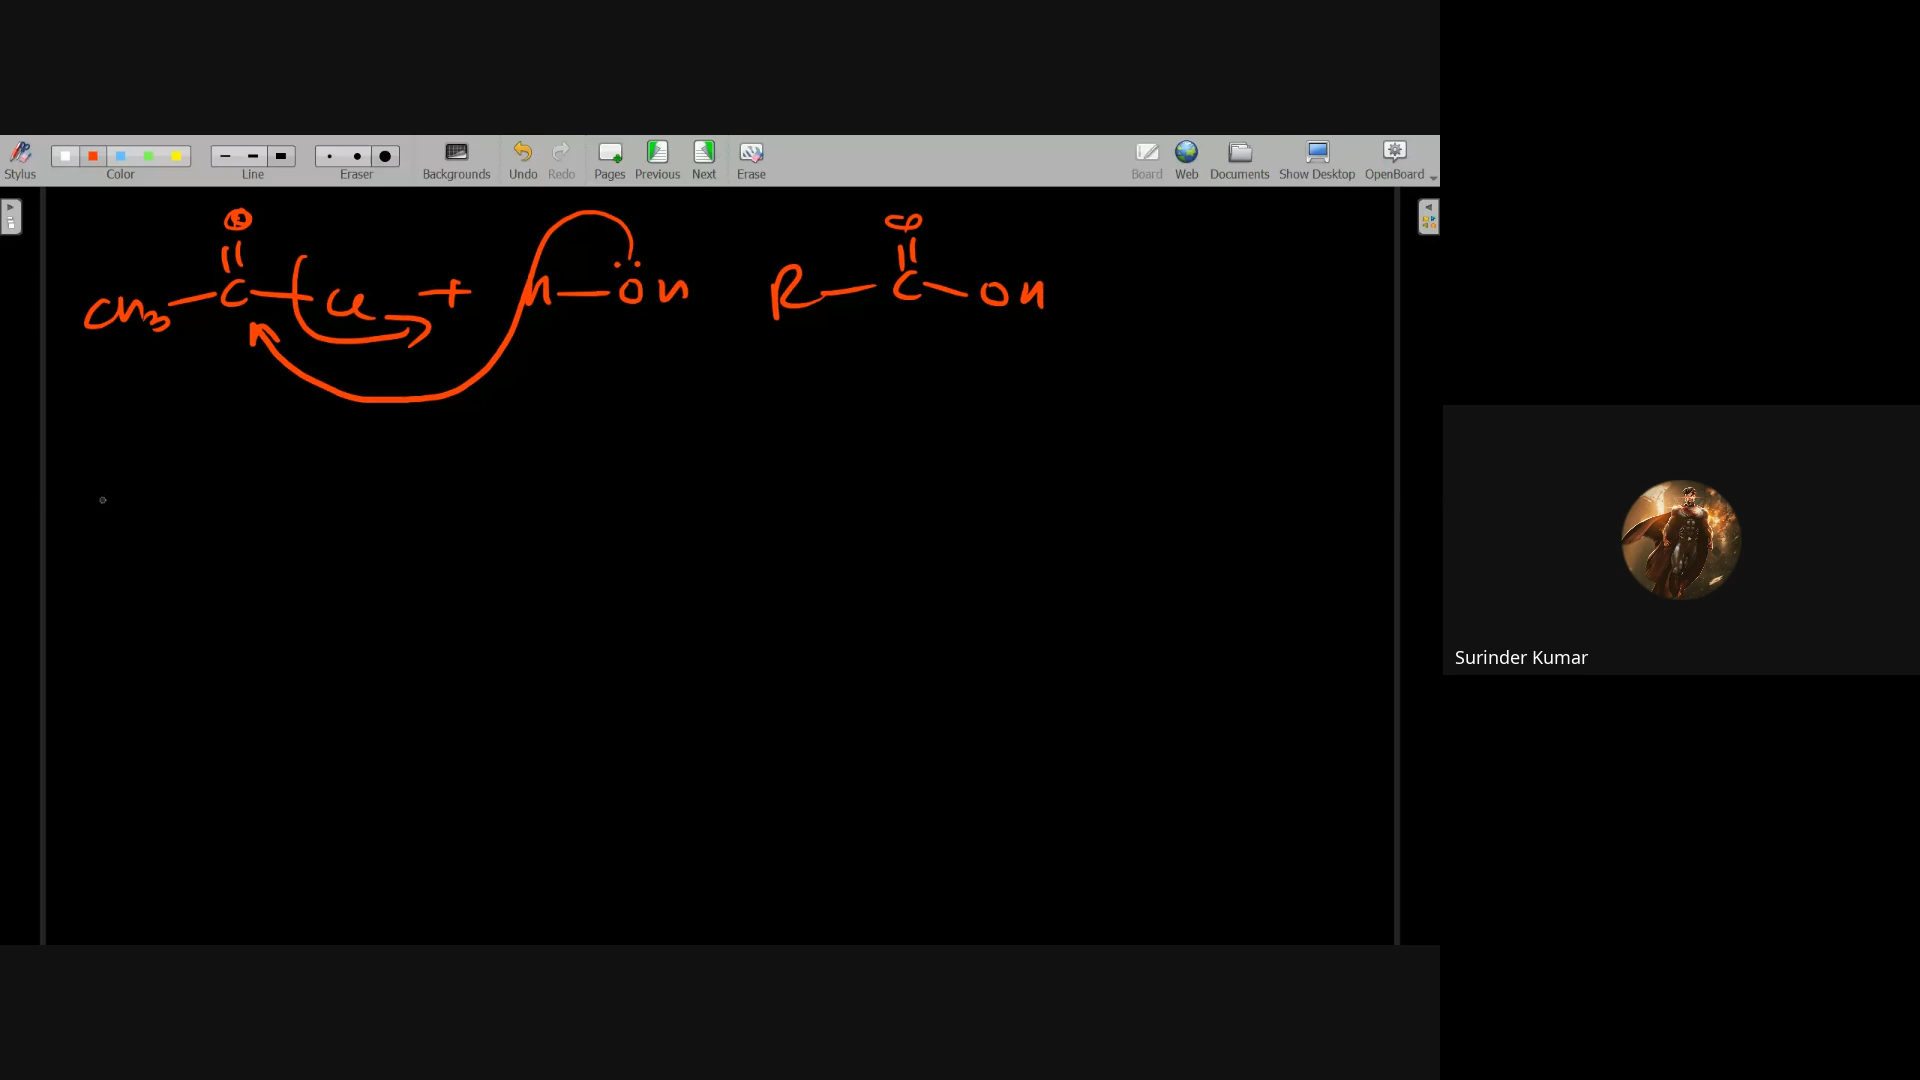 Stylus Color Line Eraser Backgrounds Undo Redo Pages Previous Next Erase Board Web Documents Show Desktop OpenBoard
O O
|| ||
CH3—C—Cl + H—ÖH R—C—OH
Surinder Kumar